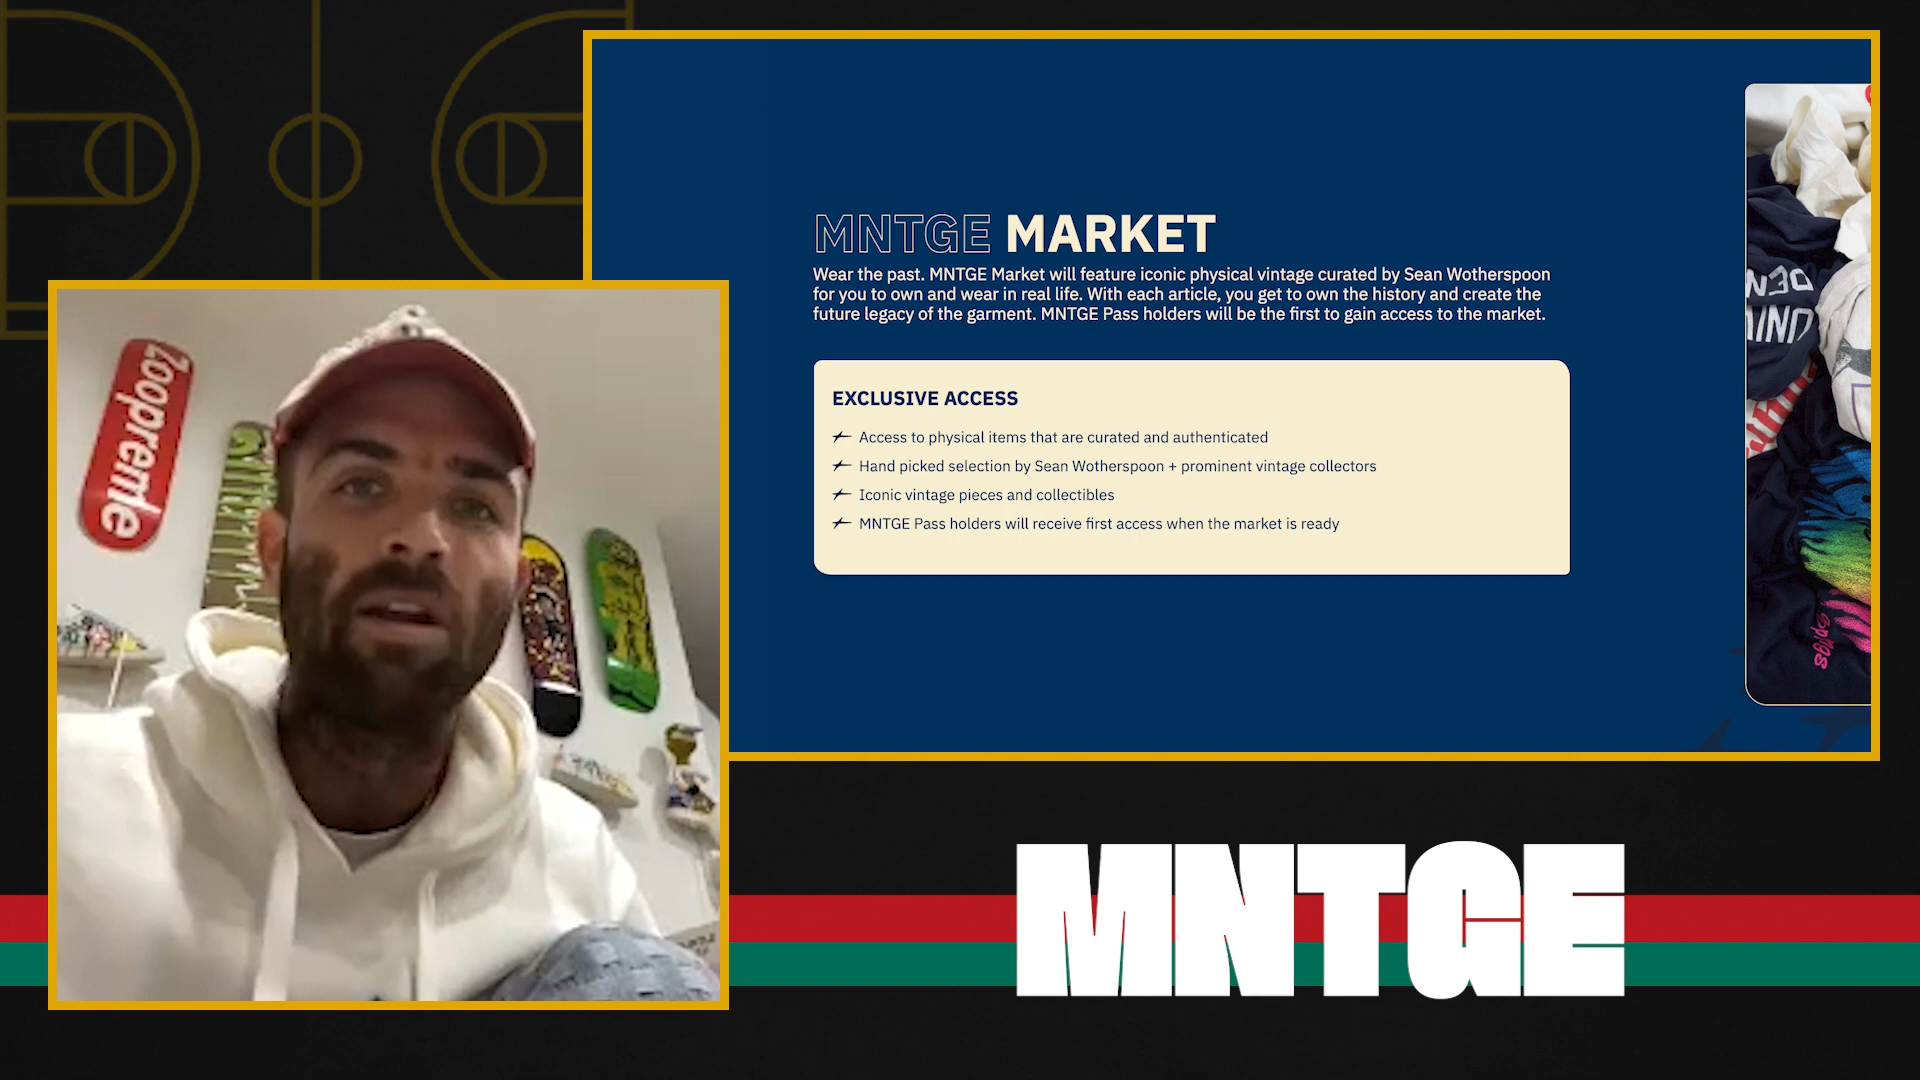 MNTGE MARKET
Wear the past. MNTGE Market will feature iconic physical vintage curated by Sean Wotherspoon
for you to own and wear in real life. With each article, you get to own the history and create the
future legacy of the garment. MNTGE Pass holders will be the first to gain access to the market.
EXCLUSIVE ACCESS
Access to physical items that are curated and authenticated
Hand picked selection by Sean Wotherspoon + prominent vintage collectors
Iconic vintage pieces and collectibles
MNTGE Pass holders will receive first access when the market is ready
Zoopreme
MNTGE